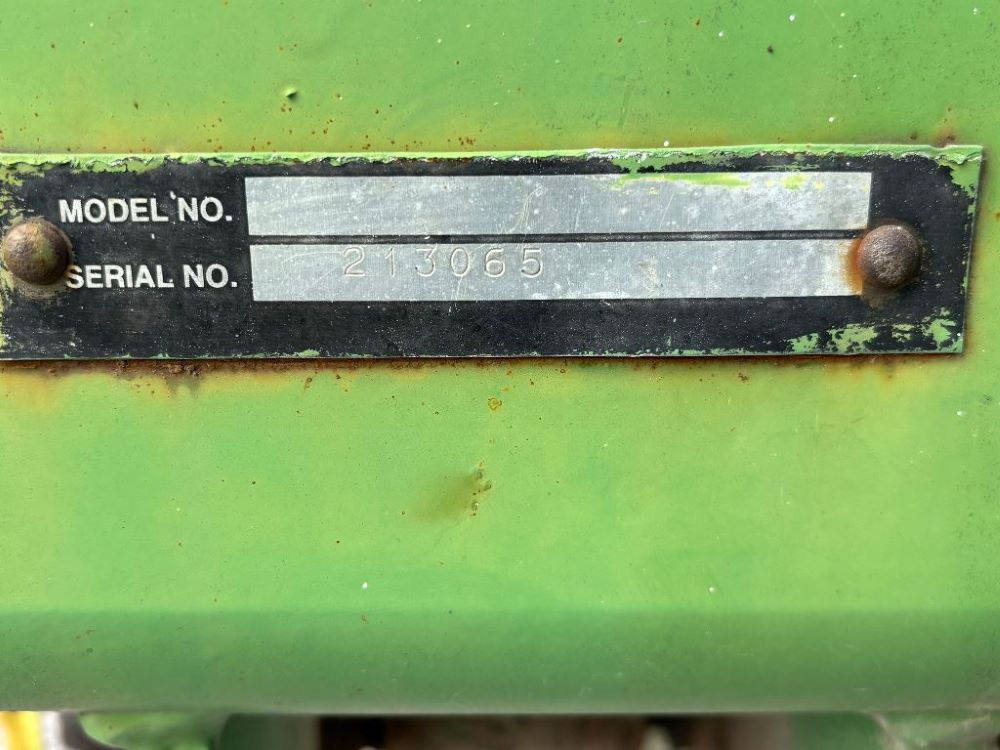 MODEL NO.
SERIAL NO. 213065